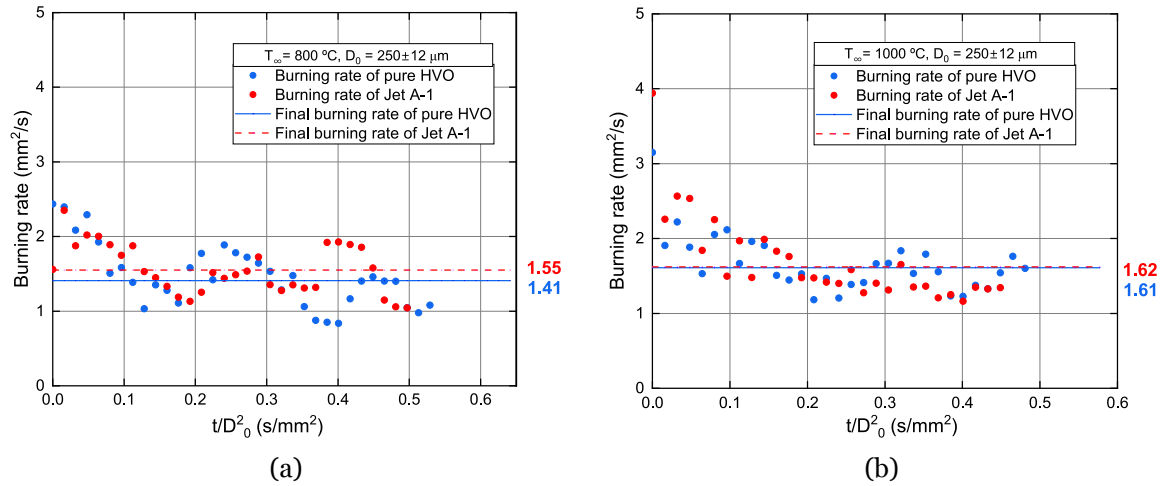 5
4
3
2
1
0
Burning rate (mm²/s)
T∞= 800 ºC, D₀ = 250±12 μm
Burning rate of pure HVO
Burning rate of Jet A-1
Final burning rate of pure HVO
Final burning rate of Jet A-1
1.55
1.41
0.0 0.1 0.2 0.3 0.4 0.5 0.6
t/D²₀ (s/mm²)
(a)
5
4
3
2
1
0
Burning rate (mm²/s)
T∞= 1000 ºC, D₀ = 250±12 μm
Burning rate of pure HVO
Burning rate of Jet A-1
Final burning rate of pure HVO
Final burning rate of Jet A-1
1.62
1.61
0.0 0.1 0.2 0.3 0.4 0.5 0.6
t/D²₀ (s/mm²)
(b)